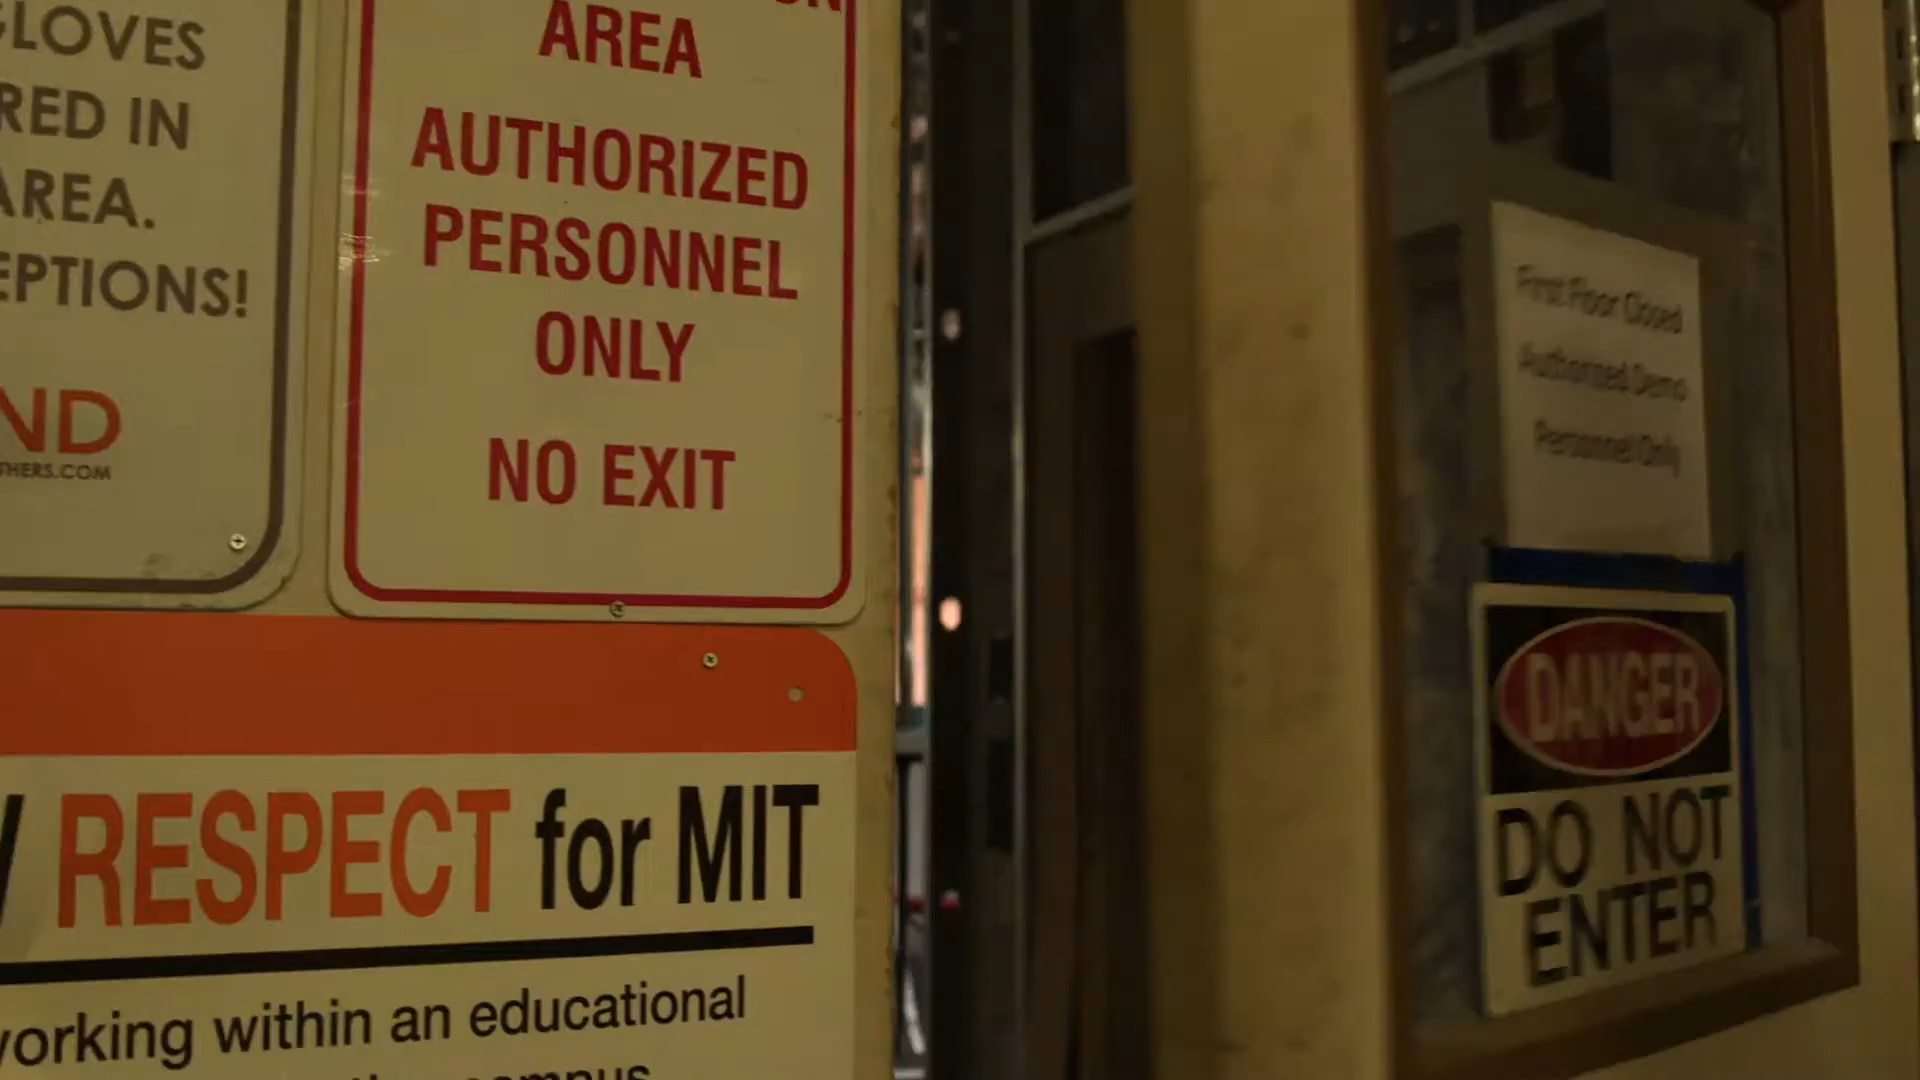 GLOVES
RED IN
AREA.
EPTIONS!
ND
THERS.COM
AREA
AUTHORIZED
PERSONNEL
ONLY
NO EXIT
RESPECT for MIT
working within an educational
campus
First Floor Closed
Authorized Demo
Personnel Only
DANGER
DO NOT
ENTER